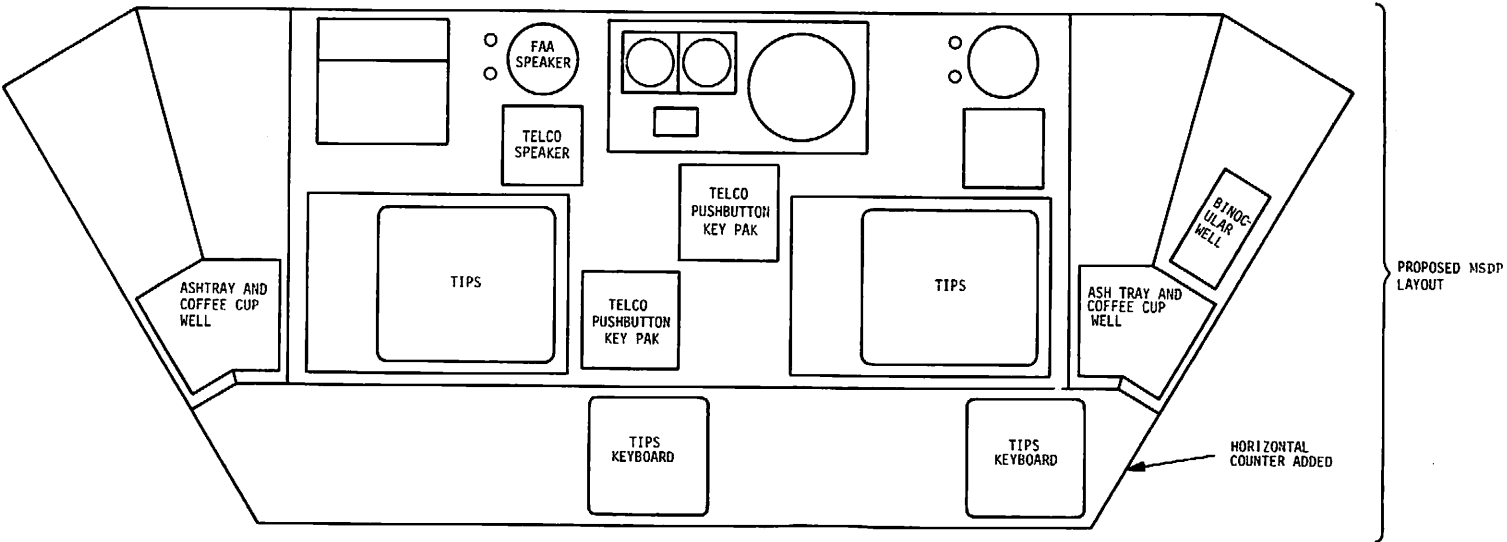 FAA
SPEAKER
TELCO
SPEAKER
TELCO
PUSHBUTTON
KEY PAK
BINOC-
ULAR
WELL
PROPOSED MSDP
LAYOUT
ASHTRAY AND
COFFEE CUP
WELL
TIPS
TELCO
PUSHBUTTON
KEY PAK
TIPS
ASH TRAY AND
COFFEE CUP
WELL
TIPS
KEYBOARD
TIPS
KEYBOARD
HORIZONTAL
COUNTER ADDED